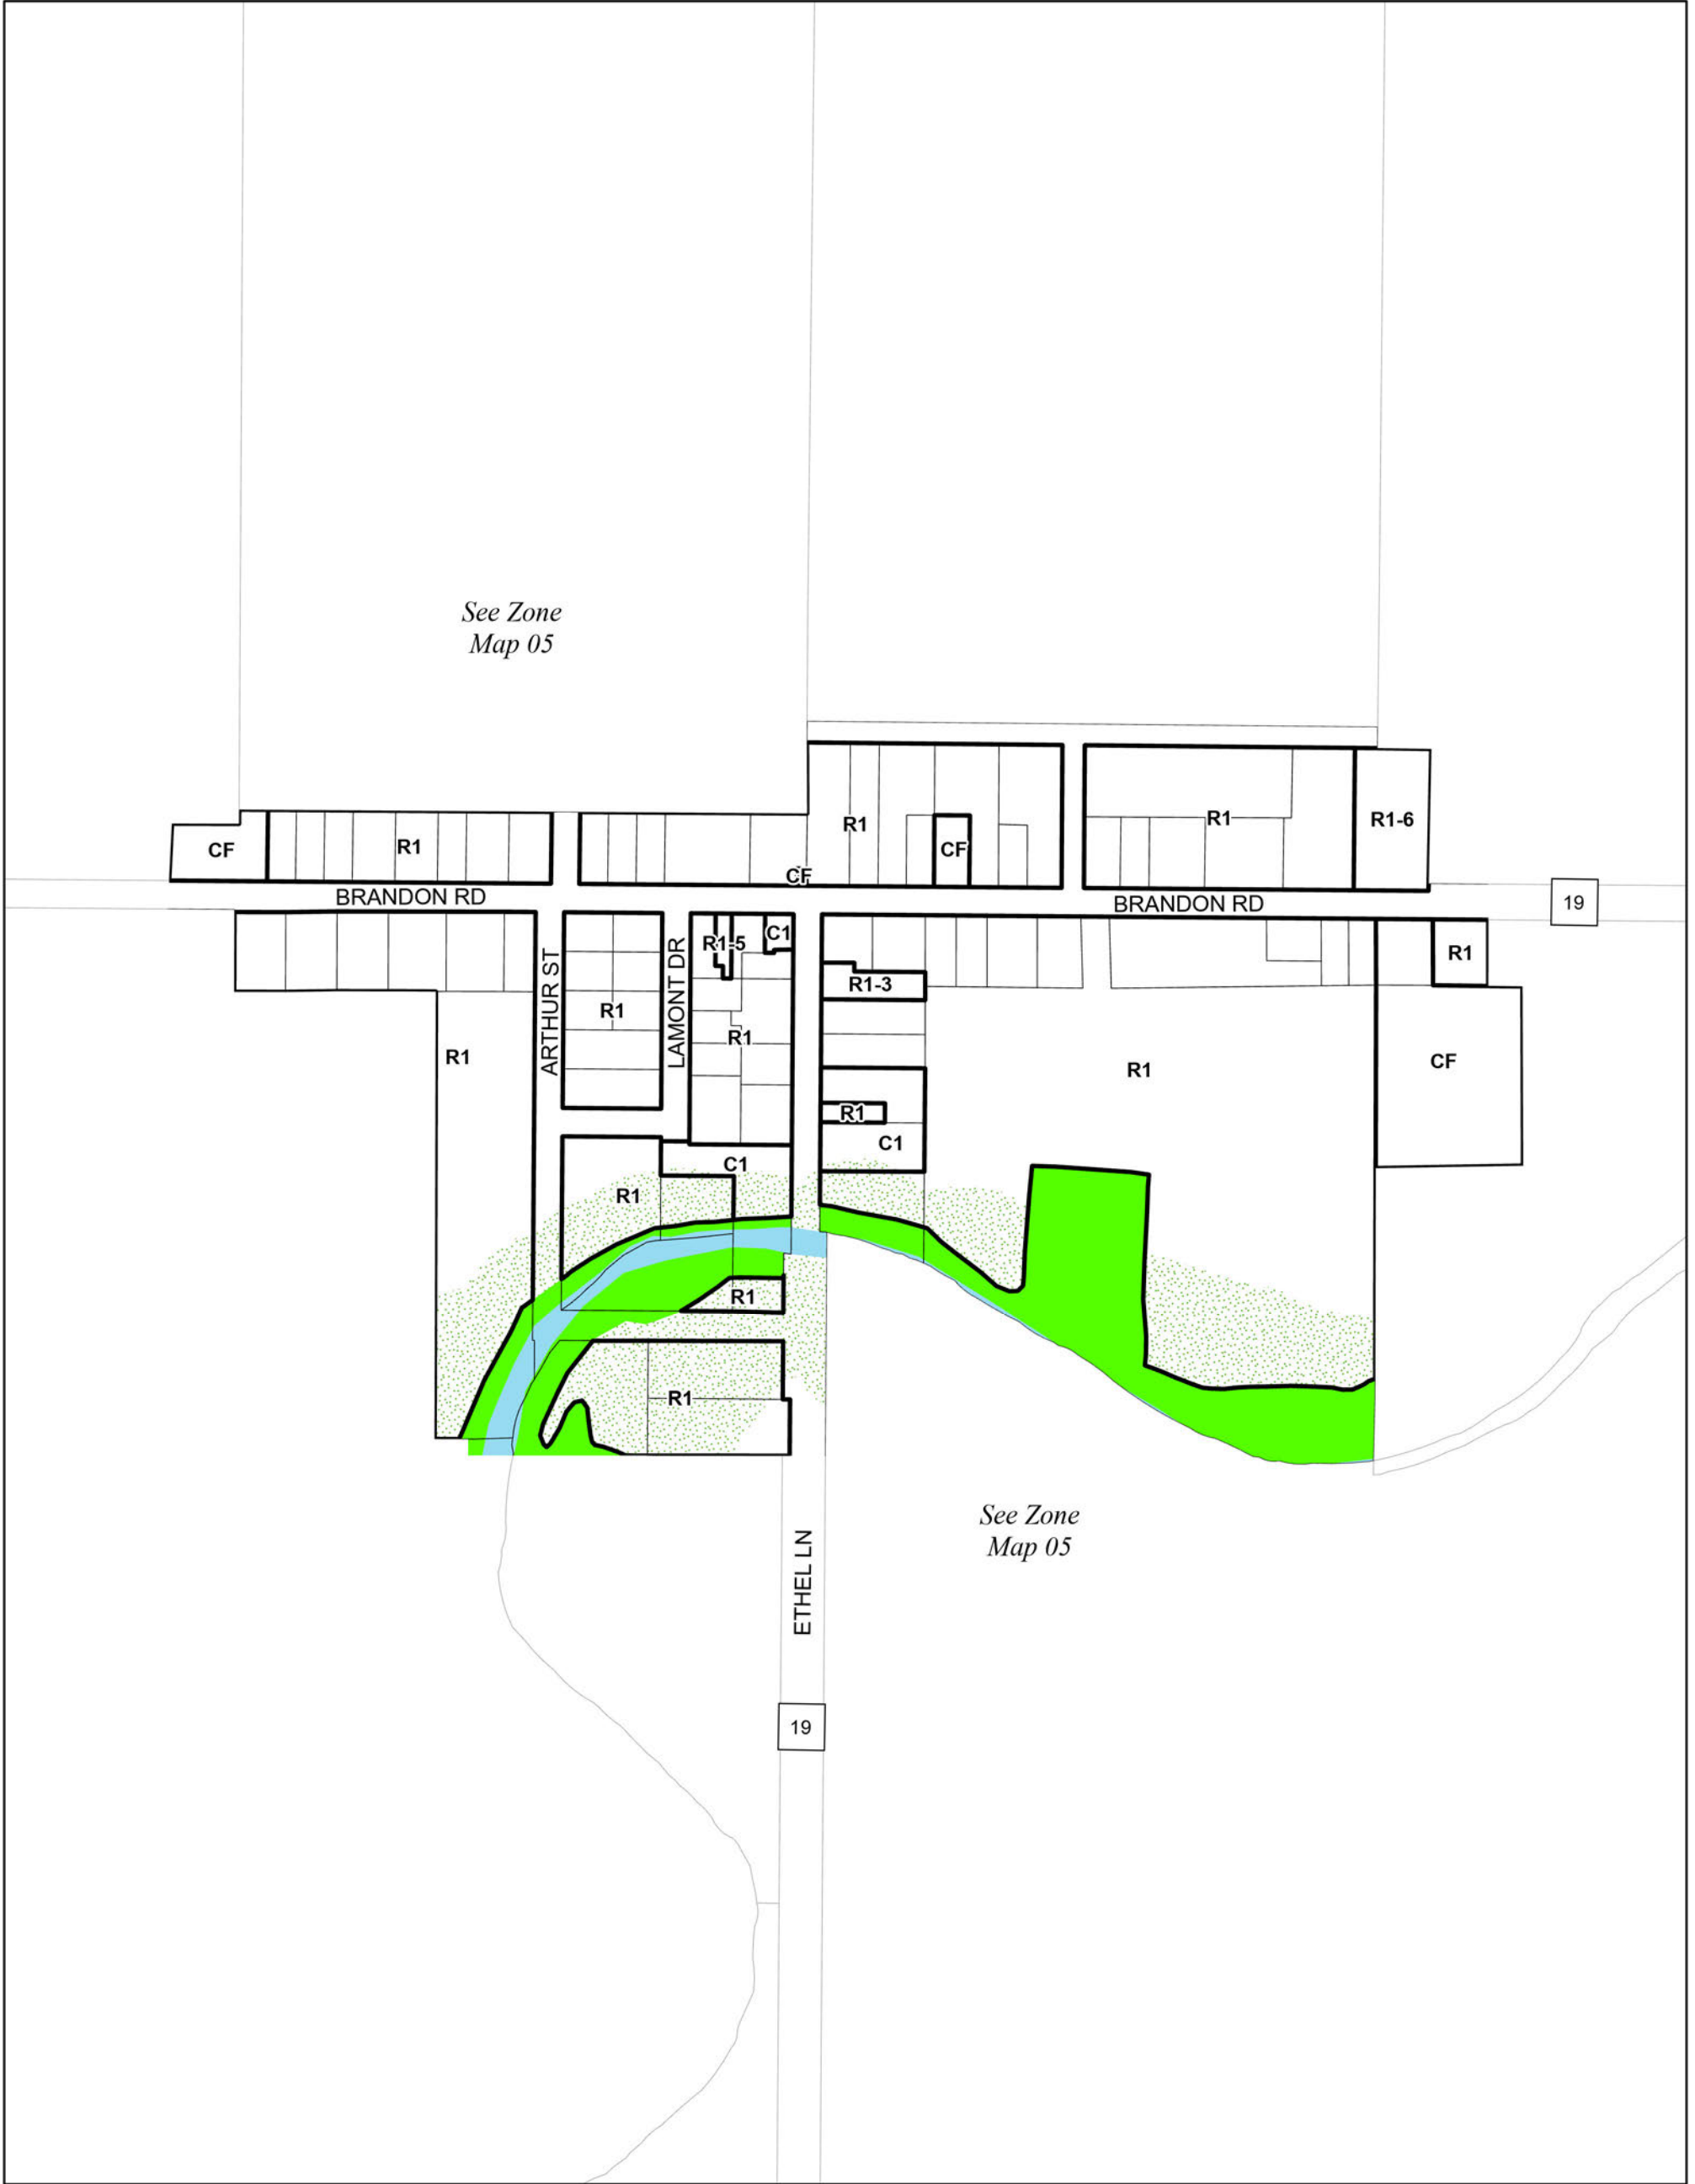 See Zone
Map 05
R1
R1
R1-6
CF
R1
CF
CF
BRANDON RD
BRANDON RD
19
R1-5
C1
R1
R1-3
ARTHUR ST
R1
LAMONT DR
R1
R1
R1
CF
R1
C1
C1
R1
R1
R1
See Zone
Map 05
ETHEL LN
19